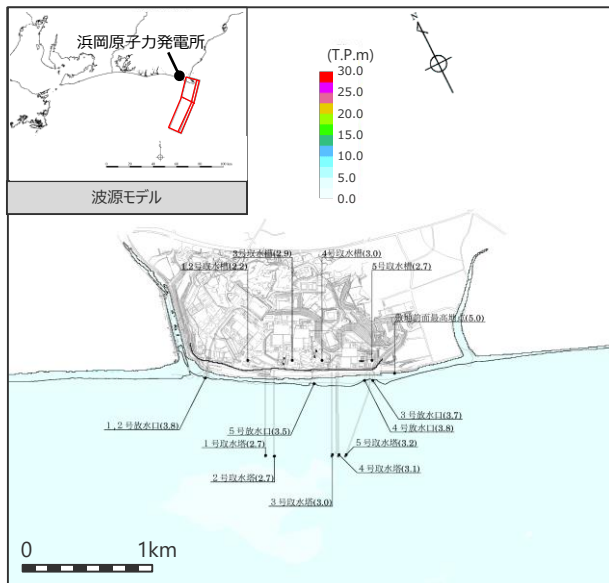 浜岡原子力発電所
波源モデル
(T.P.m)
30.0
25.0
20.0
15.0
10.0
5.0
0.0
N
3号取水槽(2.9)
4号取水槽(3.0)
1,2号取水槽(2.2)
5号取水槽(2.7)
敷地前面最高地点(5.0)
1,2号放水口(3.8)
5号放水口(3.5)
3号放水口(3.7)
4号放水口(3.8)
1号取水塔(2.7)
5号取水塔(3.2)
2号取水塔(2.7)
4号取水塔(3.1)
3号取水塔(3.0)
0 1km